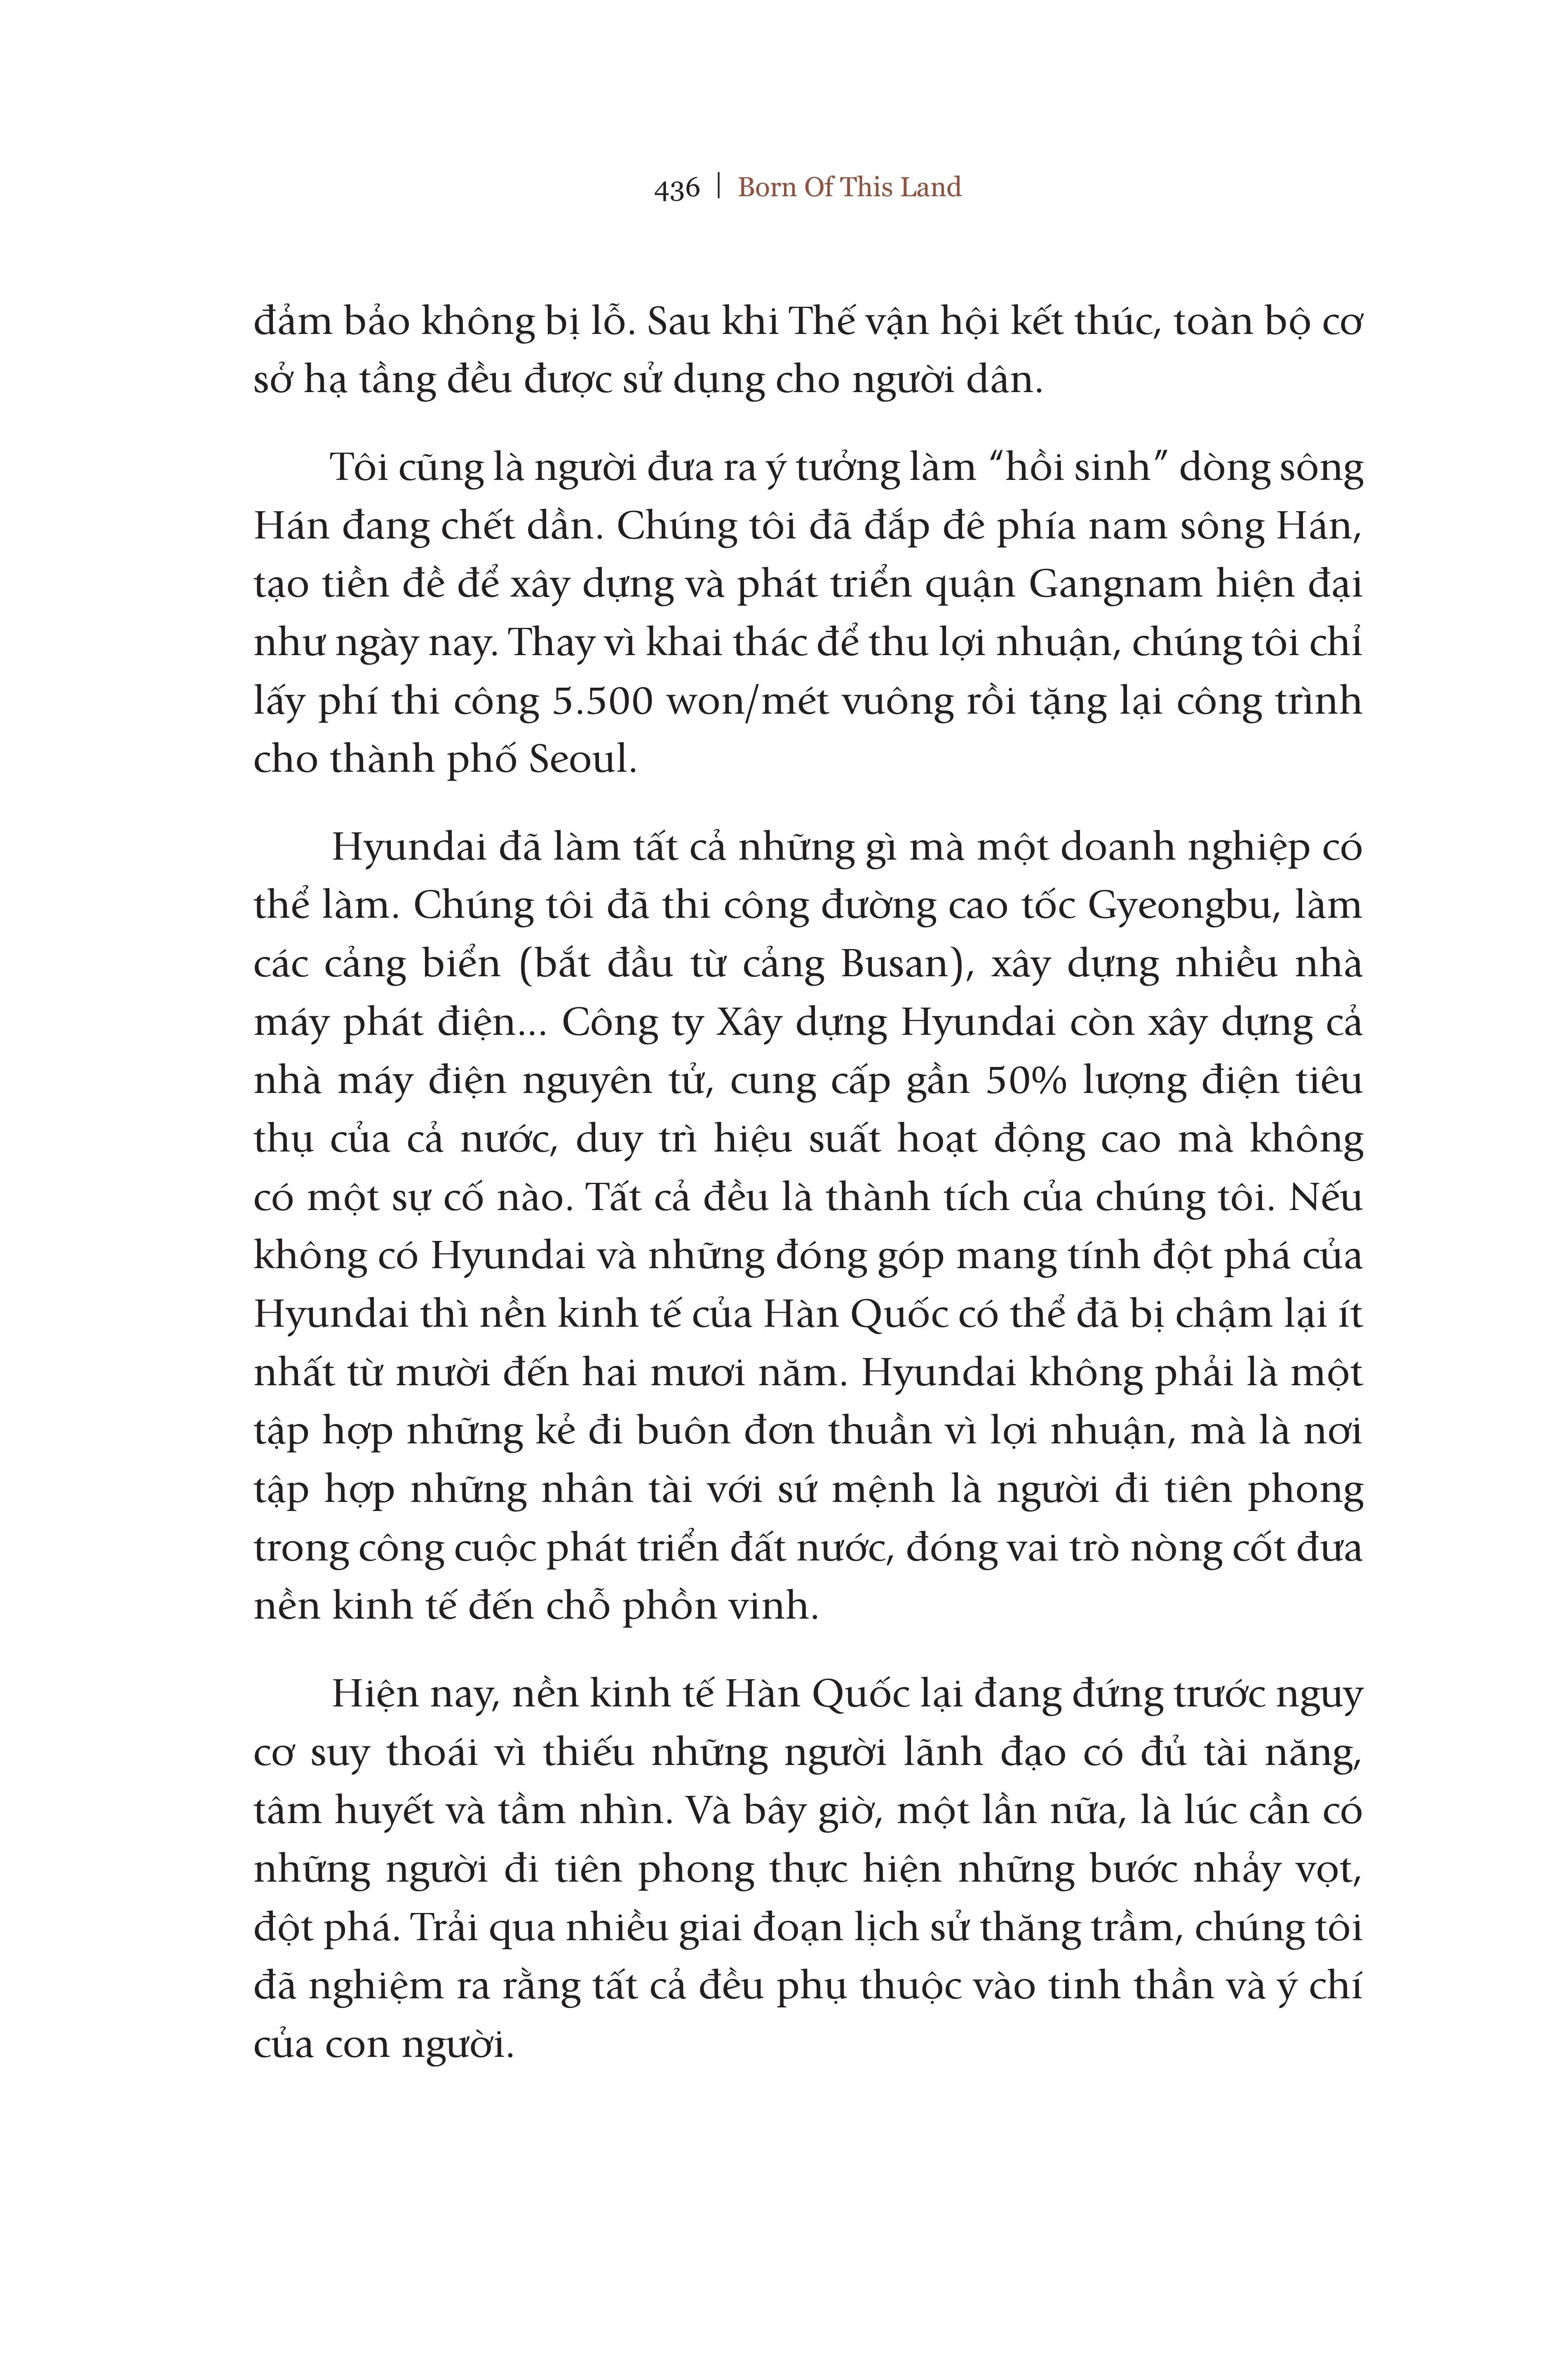 436 | Born Of This Land
đảm bảo không bị lỗ. Sau khi Thế vận hội kết thúc, toàn bộ cơ
sở hạ tầng đều được sử dụng cho người dân.
Tôi cũng là người đưa ra ý tưởng làm “hồi sinh” dòng sông
Hán đang chết dần. Chúng tôi đã đắp đê phía nam sông Hán,
tạo tiền đề để xây dựng và phát triển quận Gangnam hiện đại
như ngày nay. Thay vì khai thác để thu lợi nhuận, chúng tôi chỉ
lấy phí thi công 5.500 won/mét vuông rồi tặng lại công trình
cho thành phố Seoul.
Hyundai đã làm tất cả những gì mà một doanh nghiệp có
thể làm. Chúng tôi đã thi công đường cao tốc Gyeongbu, làm
các cảng biển (bắt đầu từ cảng Busan), xây dựng nhiều nhà
máy phát điện... Công ty Xây dựng Hyundai còn xây dựng cả
nhà máy điện nguyên tử, cung cấp gần 50% lượng điện tiêu
thụ của cả nước, duy trì hiệu suất hoạt động cao mà không
có một sự cố nào. Tất cả đều là thành tích của chúng tôi. Nếu
không có Hyundai và những đóng góp mang tính đột phá của
Hyundai thì nền kinh tế của Hàn Quốc có thể đã bị chậm lại ít
nhất từ mười đến hai mươi năm. Hyundai không phải là một
tập hợp những kẻ đi buôn đơn thuần vì lợi nhuận, mà là nơi
tập hợp những nhân tài với sứ mệnh là người đi tiên phong
trong công cuộc phát triển đất nước, đóng vai trò nòng cốt đưa
nền kinh tế đến chỗ phồn vinh.
Hiện nay, nền kinh tế Hàn Quốc lại đang đứng trước nguy
cơ suy thoái vì thiếu những người lãnh đạo có đủ tài năng,
tâm huyết và tầm nhìn. Và bây giờ, một lần nữa, là lúc cần có
những người đi tiên phong thực hiện những bước nhảy vọt,
đột phá. Trải qua nhiều giai đoạn lịch sử thăng trầm, chúng tôi
đã nghiệm ra rằng tất cả đều phụ thuộc vào tinh thần và ý chí
của con người.